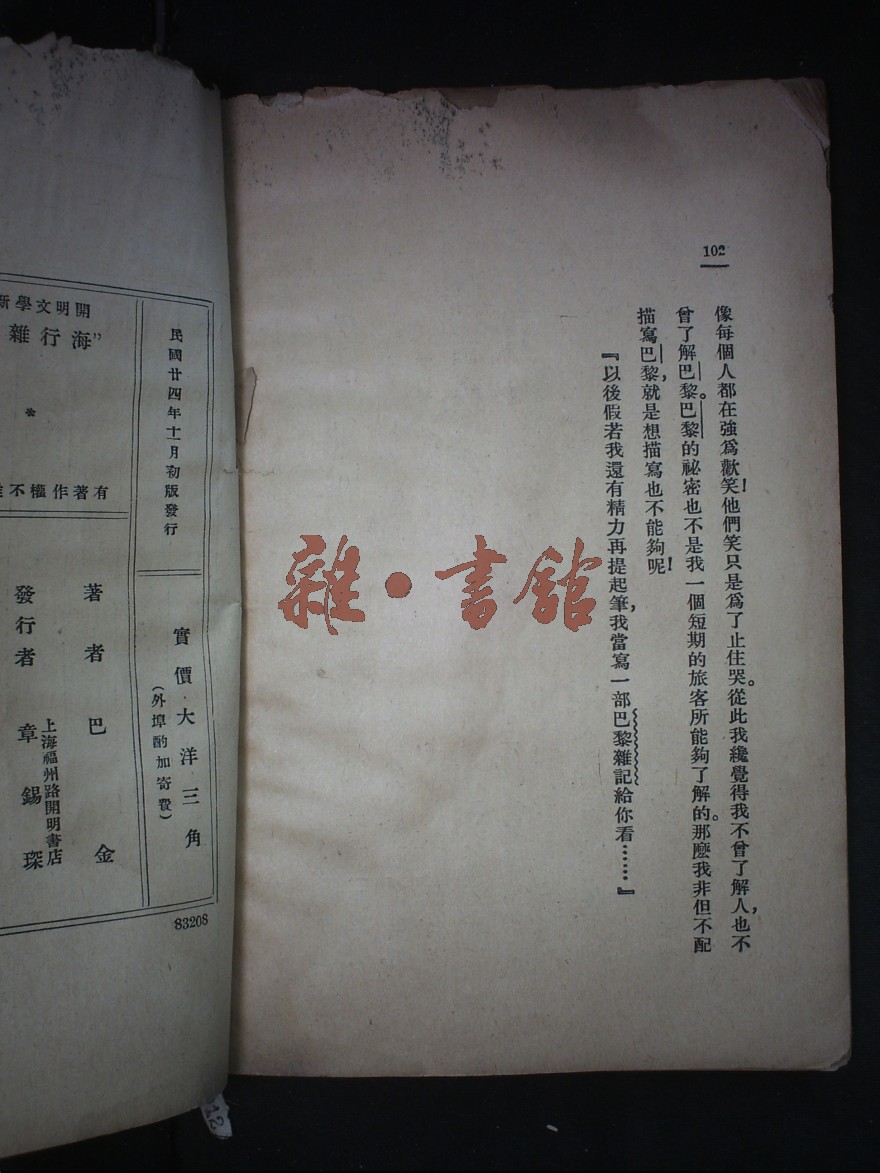 102
像每個人都在強爲歡笑!他們笑只是爲了止住哭。從此我纔覺得我不曾了解人,也不
曾了解巴黎。巴黎的祕密也不是我一個短期的旅客所能夠了解的。那麼我非但不配
描寫巴黎,就是想描寫也不能夠呢!
『以後假若我還有精力再提起筆,我當寫一部巴黎雜記給你看……』
雜·書館
民國廿四年十一月初版發行
實價大洋三角
(外埠酌加寄費)
開明文學新
"海行雜
*
有著作權不
著者 巴金
發行者 章錫琛
上海福州路開明書店
83208
12